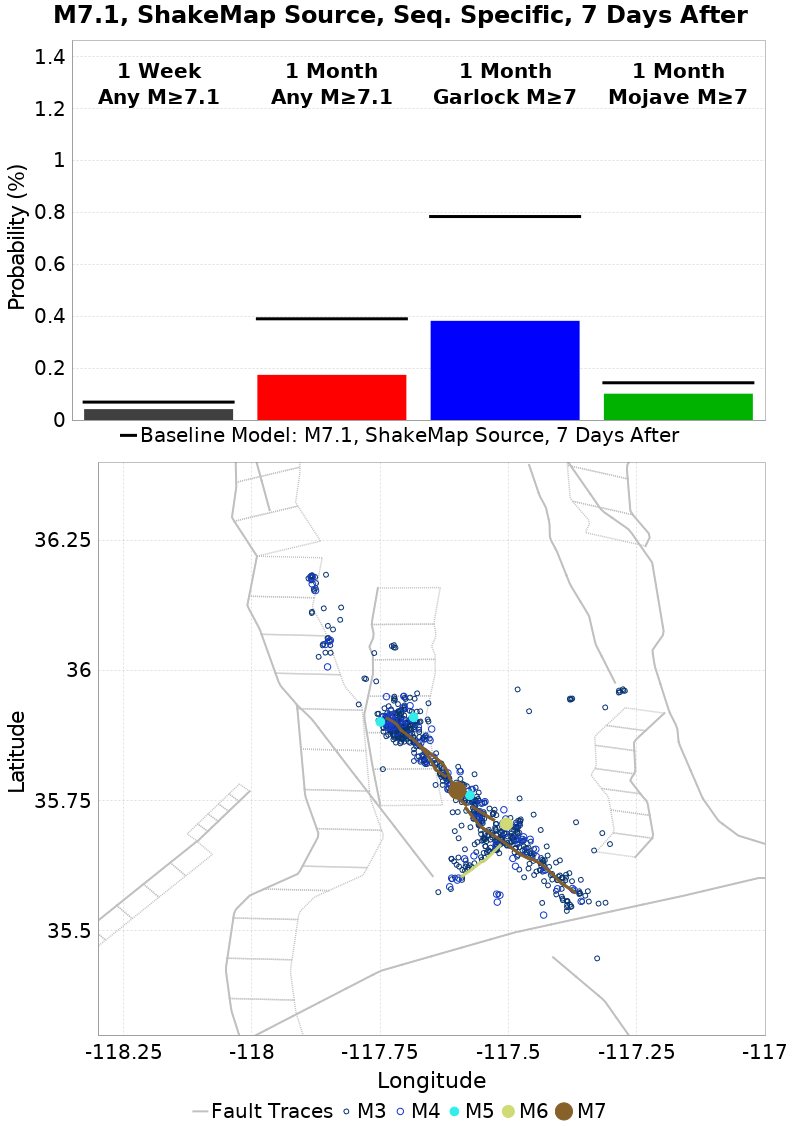 M7.1, ShakeMap Source, Seq. Specific, 7 Days After
1 Week 1 Month 1 Month 1 Month
Any M≥7.1 Any M≥7.1 Garlock M≥7 Mojave M≥7
Probability (%)
1.4
1.2
1
0.8
0.6
0.4
0.2
0
Baseline Model: M7.1, ShakeMap Source, 7 Days After
Latitude
36.25
36
35.75
35.5
-118.25 -118 -117.75 -117.5 -117.25 -117
Longitude
Fault Traces M3 M4 M5 M6 M7